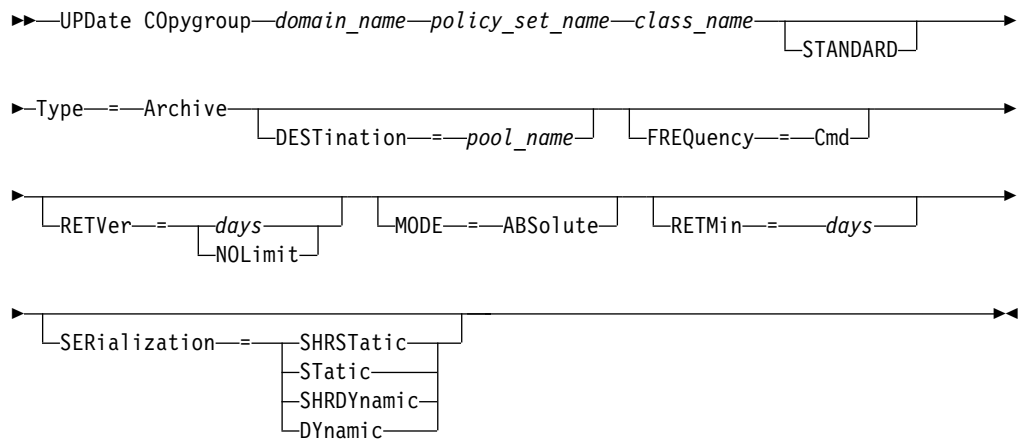 UPDate COpygroup domain_name policy_set_name class_name
STANDARD
Type = Archive
DESTination = pool_name
FREQuency = Cmd
RETVer = days
NOLimit
MODE = ABSolute
RETMin = days
SERialization = SHRSTatic
STatic
SHRDYnamic
DYnamic